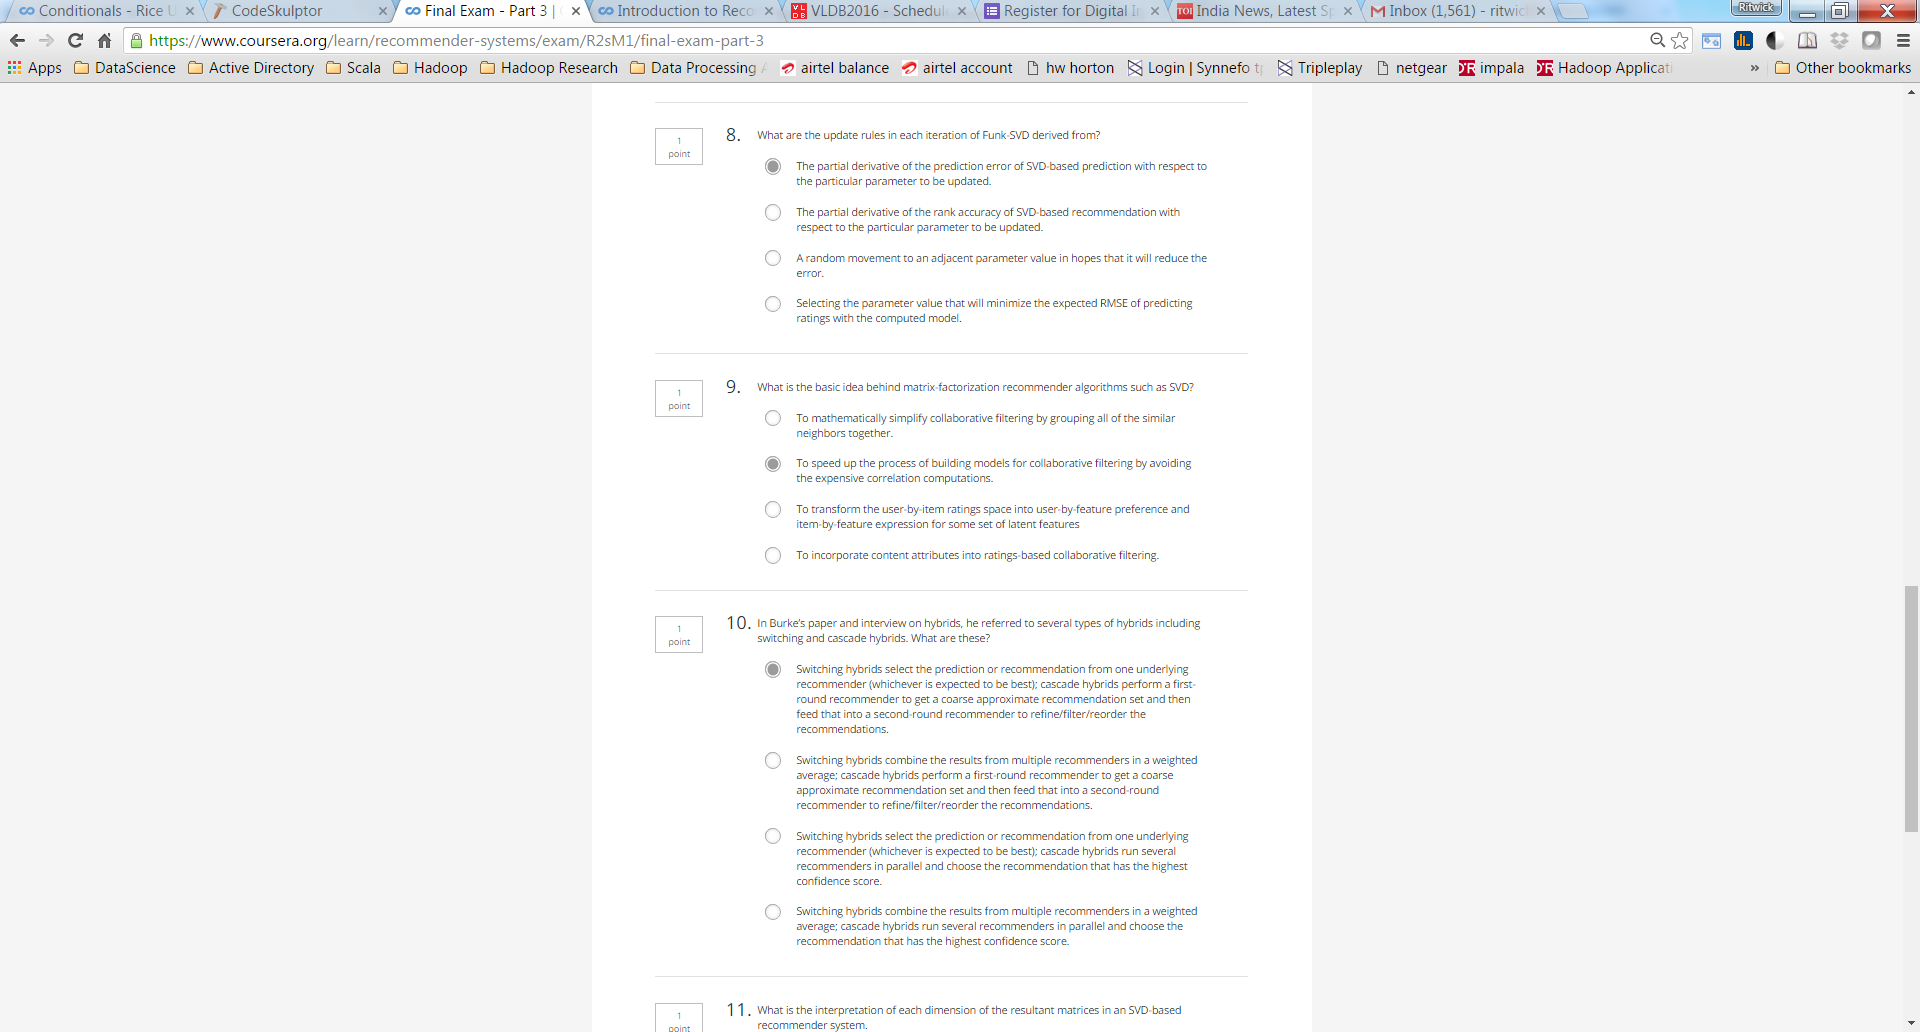 Conditionals - Rice U
CodeSkulptor
Final Exam - Part 3 |
Introduction to Reco
VLDB2016 - Schedule
Register for Digital In
India News, Latest Sp
Inbox (1,561) - ritwic
Ritwick
https://www.coursera.org/learn/recommender-systems/exam/R2sM1/final-exam-part-3
Apps DataScience Active Directory Scala Hadoop Hadoop Research Data Processing airtel balance airtel account hw horton Login | Synnefo Tripleplay netgear impala Hadoop Applicati » Other bookmarks
1
point
8. What are the update rules in each iteration of Funk-SVD derived from?
The partial derivative of the prediction error of SVD-based prediction with respect to
the particular parameter to be updated.
The partial derivative of the rank accuracy of SVD-based recommendation with
respect to the particular parameter to be updated.
A random movement to an adjacent parameter value in hopes that it will reduce the
error.
Selecting the parameter value that will minimize the expected RMSE of predicting
ratings with the computed model.
1
point
9. What is the basic idea behind matrix-factorization recommender algorithms such as SVD?
To mathematically simplify collaborative filtering by grouping all of the similar
neighbors together.
To speed up the process of building models for collaborative filtering by avoiding
the expensive correlation computations.
To transform the user-by-item ratings space into user-by-feature preference and
item-by-feature expression for some set of latent features
To incorporate content attributes into ratings-based collaborative filtering.
1
point
10. In Burke's paper and interview on hybrids, he referred to several types of hybrids including
switching and cascade hybrids. What are these?
Switching hybrids select the prediction or recommendation from one underlying
recommender (whichever is expected to be best); cascade hybrids perform a first-
round recommender to get a coarse approximate recommendation set and then
feed that into a second-round recommender to refine/filter/reorder the
recommendations.
Switching hybrids combine the results from multiple recommenders in a weighted
average; cascade hybrids perform a first-round recommender to get a coarse
approximate recommendation set and then feed that into a second-round
recommender to refine/filter/reorder the recommendations.
Switching hybrids select the prediction or recommendation from one underlying
recommender (whichever is expected to be best); cascade hybrids run several
recommenders in parallel and choose the recommendation that has the highest
confidence score.
Switching hybrids combine the results from multiple recommenders in a weighted
average; cascade hybrids run several recommenders in parallel and choose the
recommendation that has the highest confidence score.
1
point
11. What is the interpretation of each dimension of the resultant matrices in an SVD-based
recommender system.